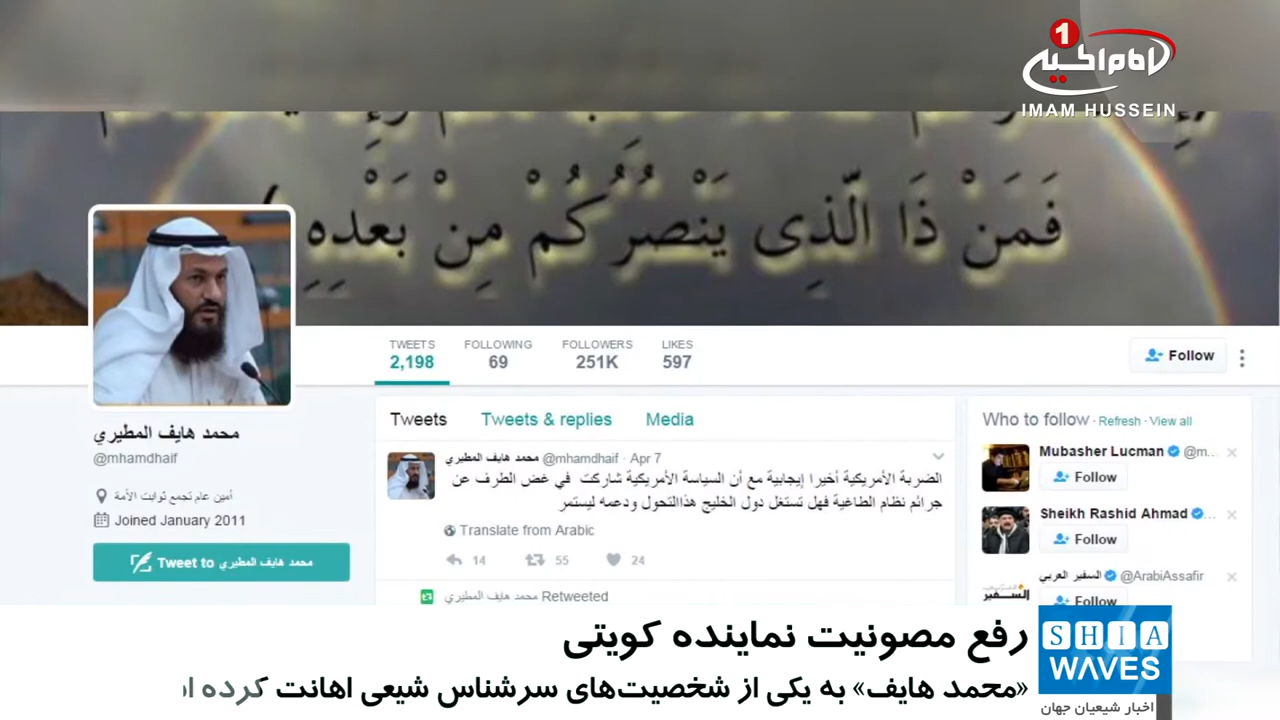 1
امام حسین
IMAM HUSSEIN
فَمَنْ ذَا الَّذِی یَنْصُرُكُمْ مِنْ بَعْدِهِ
TWEETS
2,198
FOLLOWING
69
FOLLOWERS
251K
LIKES
597
Follow
محمد هايف المطيري
@mhamdhaif
أمين عام تجمع ثوابت الأمة
Joined January 2011
Tweet to محمد هايف المطيري
Tweets Tweets & replies Media
محمد هايف المطيري @mhamdhaif · Apr 7
الضربة الأمريكية أخيرا إيجابية مع أن السياسة الأمريكية شاركت في غض الطرف عن
جرائم نظام الطاغية فهل تستغل دول الخليج هذاالتحول ودعمه ليستمر
Translate from Arabic
14 55 24
محمد هايف المطيري Retweeted
Who to follow · Refresh · View all
Mubasher Lucman @m...
Follow
Sheikh Rashid Ahmad ...
Follow
السفير العربي @ArabiAssafir
السفير
Follow
رفع مصونیت نماینده کویتی
«محمد هایف» به یکی از شخصیت‌های سرشناس شیعی اهانت کرده
SHIA
WAVES
اخبار شیعیان جهان